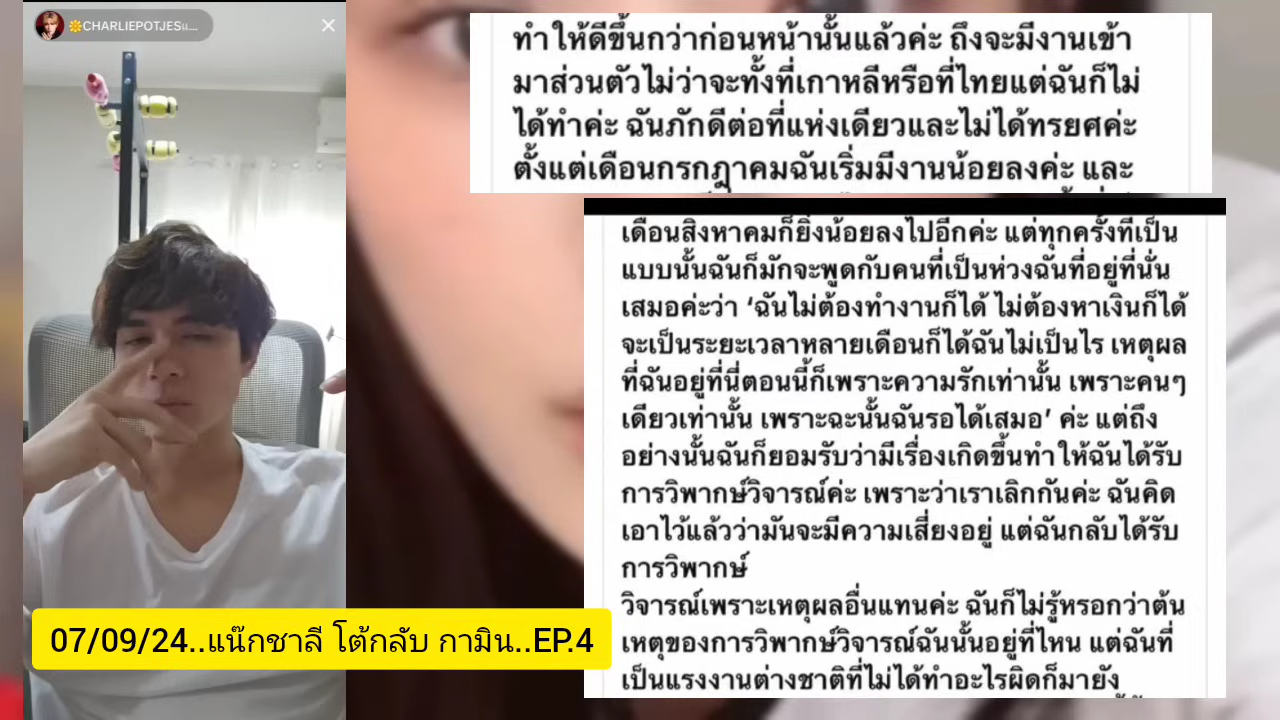 🌼CHARLIEPOTJESແ...
ทำให้ดีขึ้นกว่าก่อนหน้านั้นแล้วค่ะ ถึงจะมีงานเข้า
มาส่วนตัวไม่ว่าจะทั้งที่เกาหลีหรือที่ไทยแต่ฉันก็ไม่
ได้ทำค่ะ ฉันภักดีต่อที่แห่งเดียวและไม่ได้ทรยศค่ะ
ตั้งแต่เดือนกรกฎาคมฉันเริ่มมีงานน้อยลงค่ะ และ
เดือนสิงหาคมก็ยิ่งน้อยลงไปอีกค่ะ แต่ทุกครั้งที่เป็น
แบบนั้นฉันก็มักจะพูดกับคนที่เป็นห่วงฉันที่อยู่ที่นั่น
เสมอค่ะว่า ‘ฉันไม่ต้องทำงานก็ได้ ไม่ต้องหาเงินก็ได้
จะเป็นระยะเวลาหลายเดือนก็ได้ฉันไม่เป็นไร เหตุผล
ที่ฉันอยู่ที่นี่ตอนนี้ก็เพราะความรักเท่านั้น เพราะคนๆ
เดียวเท่านั้น เพราะฉะนั้นฉันรอได้เสมอ’ ค่ะ แต่ถึง
อย่างนั้นฉันก็ยอมรับว่ามีเรื่องเกิดขึ้นทำให้ฉันได้รับ
การวิพากษ์วิจารณ์ค่ะ เพราะว่าเราเลิกกันค่ะ ฉันคิด
เอาไว้แล้วว่ามันจะมีความเสี่ยงอยู่ แต่ฉันกลับได้รับ
การวิพากษ์
วิจารณ์เพราะเหตุผลอื่นแทนค่ะ ฉันก็ไม่รู้หรอกว่าต้น
เหตุของการวิพากษ์วิจารณ์ฉันนั้นอยู่ที่ไหน แต่ฉันที่
เป็นแรงงานต่างชาติที่ไม่ได้ทำอะไรผิดก็มายัง
07/09/24..แน๊กชาลี โต้กลับ กามิน..EP.4